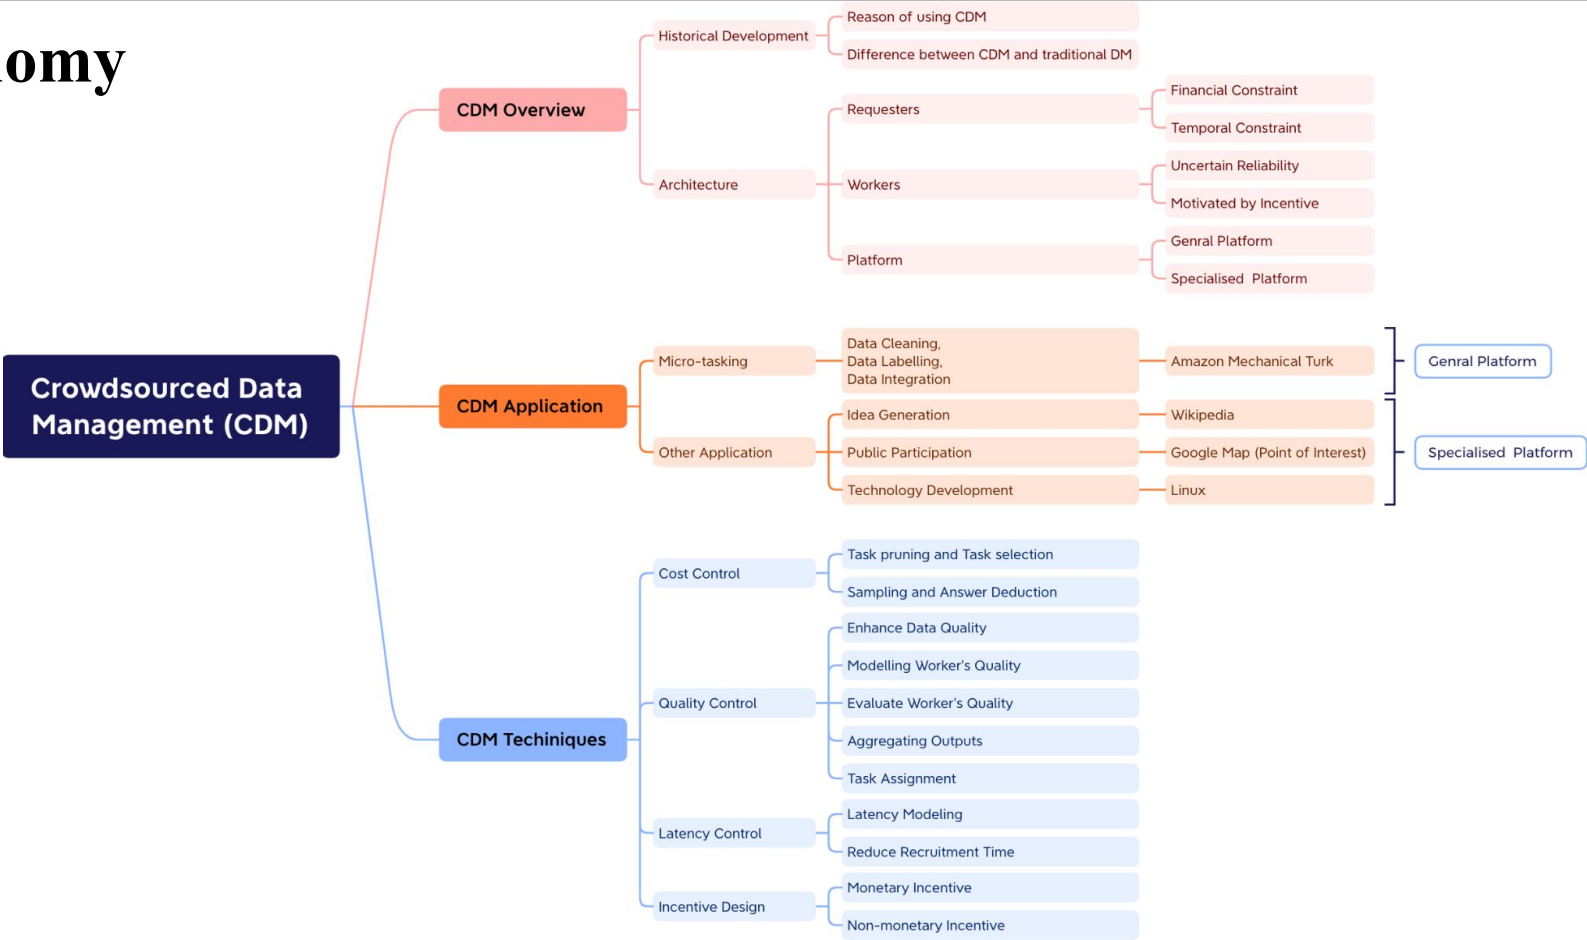 omy
Crowdsourced Data
Management (CDM)
CDM Overview
Historical Development
Reason of using CDM
Difference between CDM and traditional DM
Architecture
Requesters
Financial Constraint
Temporal Constraint
Workers
Uncertain Reliability
Motivated by Incentive
Platform
Genral Platform
Specialised Platform
CDM Application
Micro-tasking
Data Cleaning,
Data Labelling,
Data Integration
Amazon Mechanical Turk
Genral Platform
Other Application
Idea Generation
Wikipedia
Public Participation
Google Map (Point of Interest)
Technology Development
Linux
Specialised Platform
CDM Techiniques
Cost Control
Task pruning and Task selection
Sampling and Answer Deduction
Quality Control
Enhance Data Quality
Modelling Worker's Quality
Evaluate Worker's Quality
Aggregating Outputs
Task Assignment
Latency Control
Latency Modeling
Reduce Recruitment Time
Incentive Design
Monetary Incentive
Non-monetary Incentive